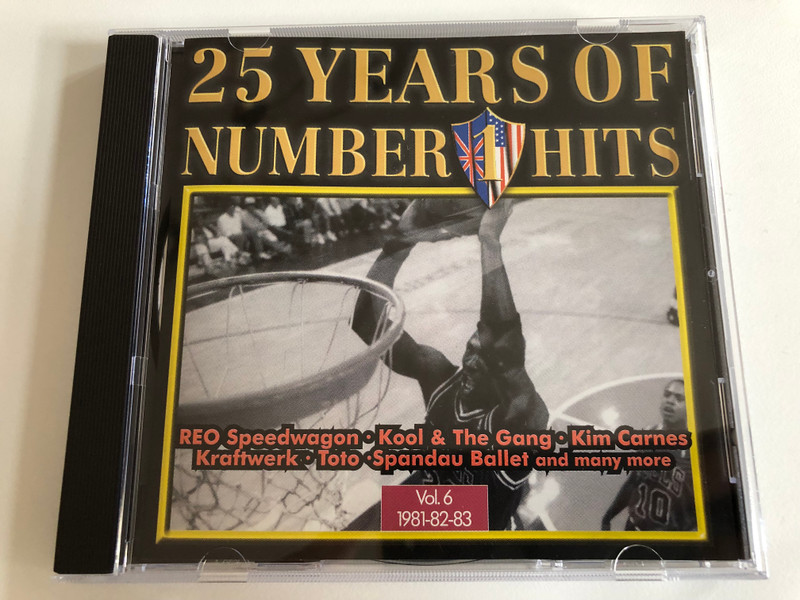 25 YEARS OF
NUMBER 1 HITS
REO Speedwagon • Kool & The Gang • Kim Carnes
Kraftwerk • Toto • Spandau Ballet and many more
Vol. 6
1981-82-83
10